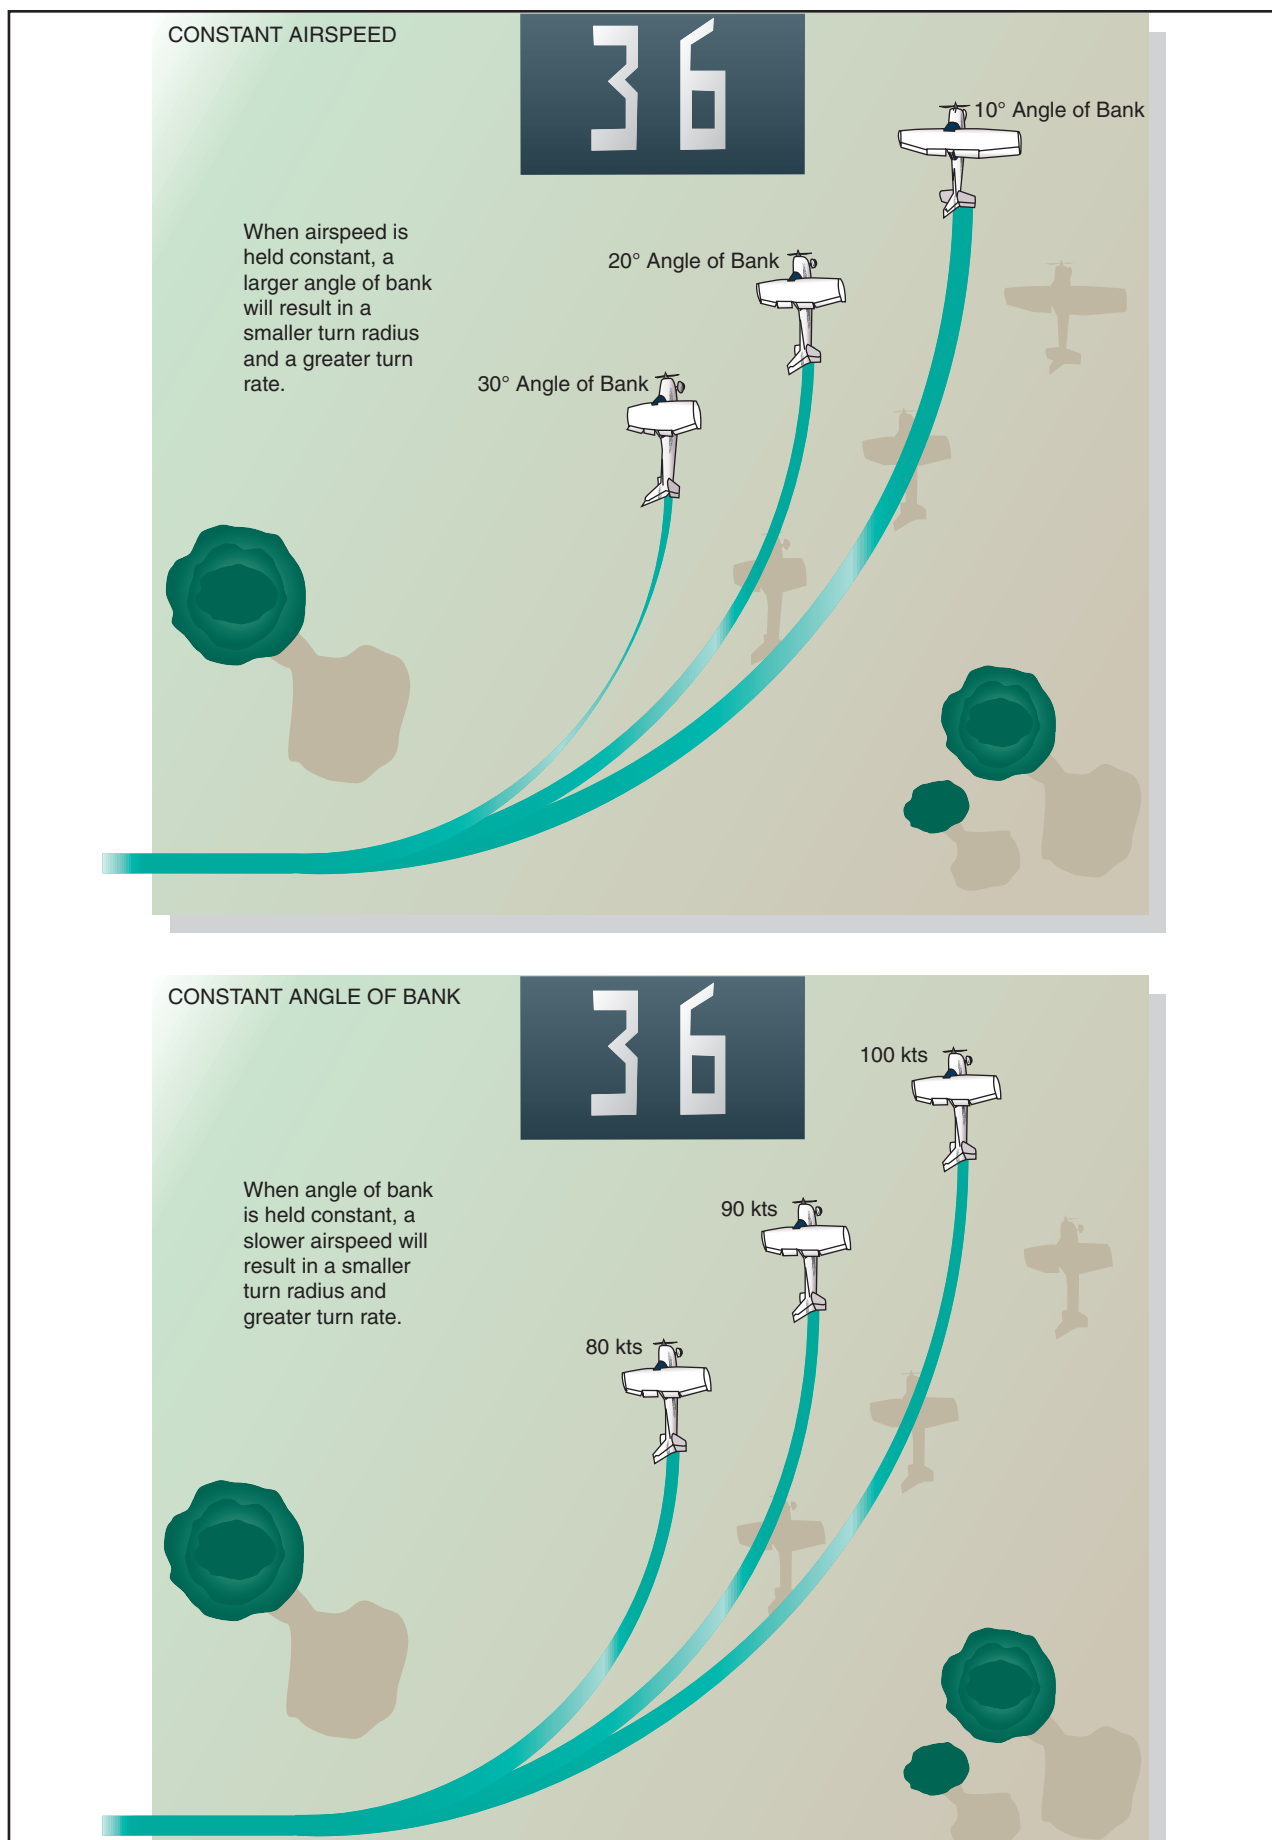 CONSTANT AIRSPEED
36
10° Angle of Bank
When airspeed is
held constant, a
larger angle of bank
will result in a
smaller turn radius
and a greater turn
rate.
20° Angle of Bank
30° Angle of Bank
CONSTANT ANGLE OF BANK
36
100 kts
When angle of bank
is held constant, a
slower airspeed will
result in a smaller
turn radius and
greater turn rate.
90 kts
80 kts